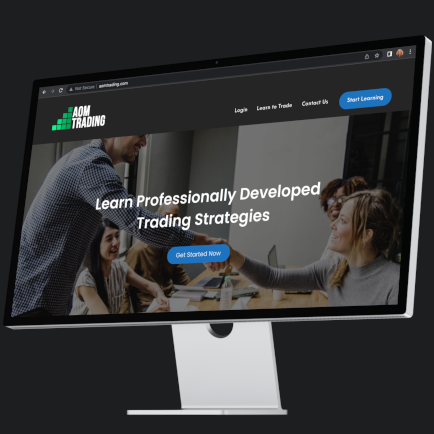 Not Secure | aomtrading.com
AOM
TRADING
Login
Learn to Trade
Contact Us
Start Learning
Learn Professionally Developed
Trading Strategies
Get Started Now